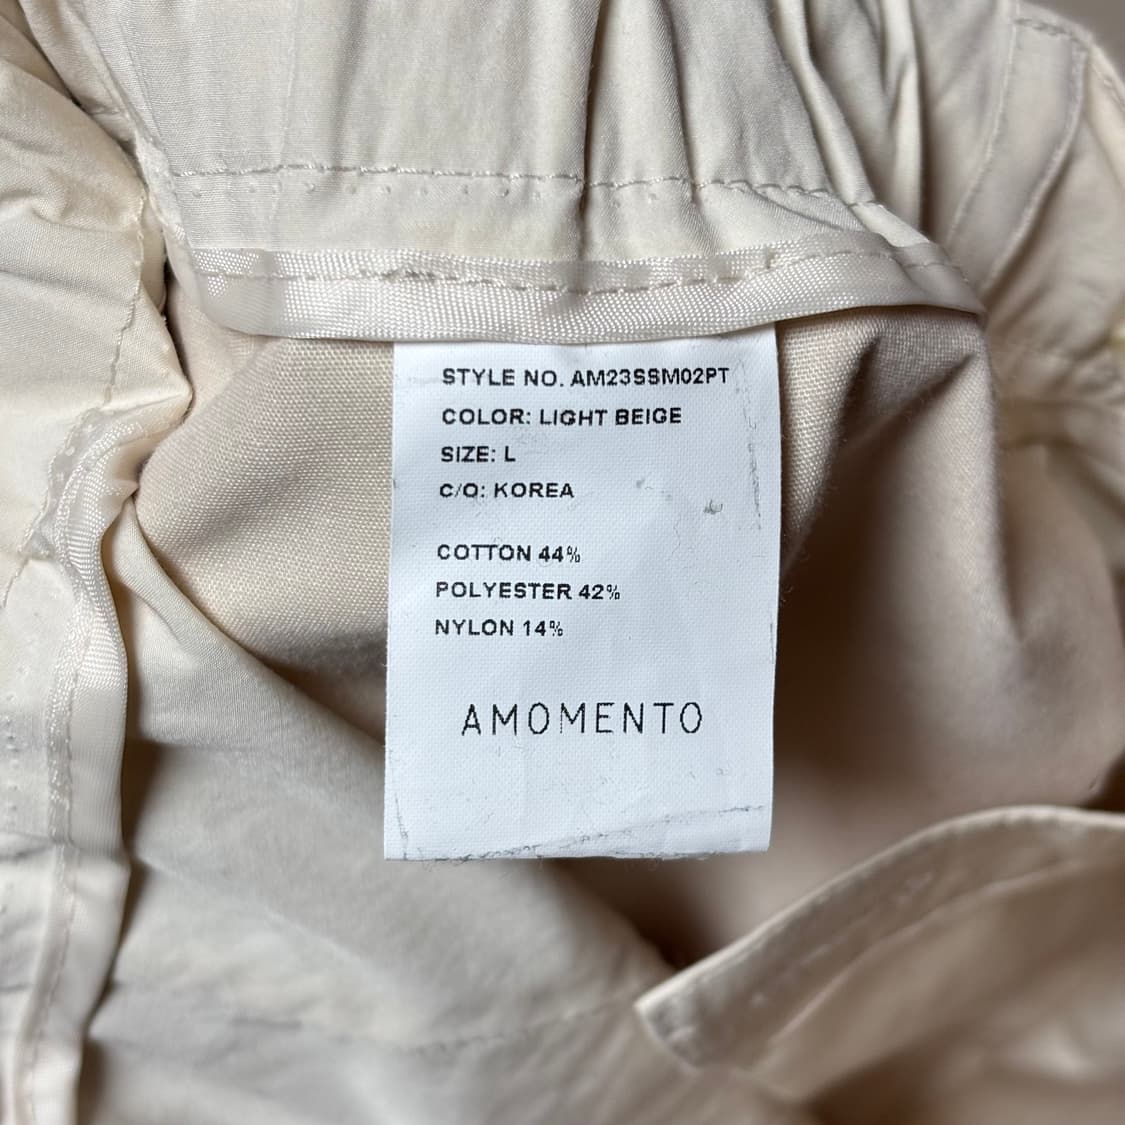 STYLE NO. AM23SSM02PT
COLOR: LIGHT BEIGE
SIZE: L
C/O: KOREA
COTTON 44%
POLYESTER 42%
NYLON 14%
AMOMENTO